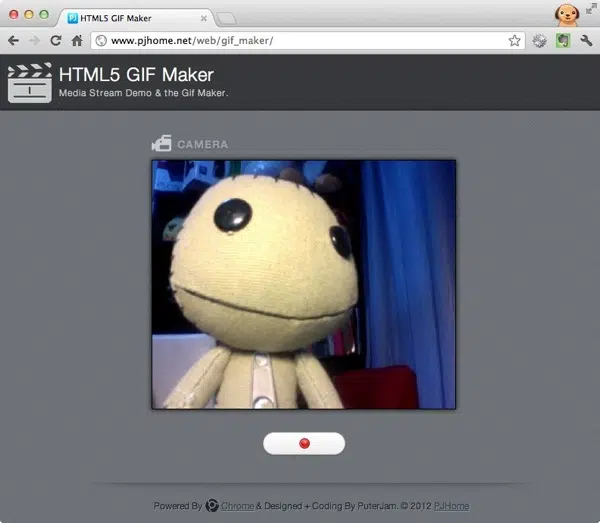 HTML5 GIF Maker
www.pjhome.net/web/gif_maker/
HTML5 GIF Maker
Media Stream Demo & the Gif Maker.
CAMERA
Powered By Chrome & Designed + Coding By PuterJam. © 2012 PJHome